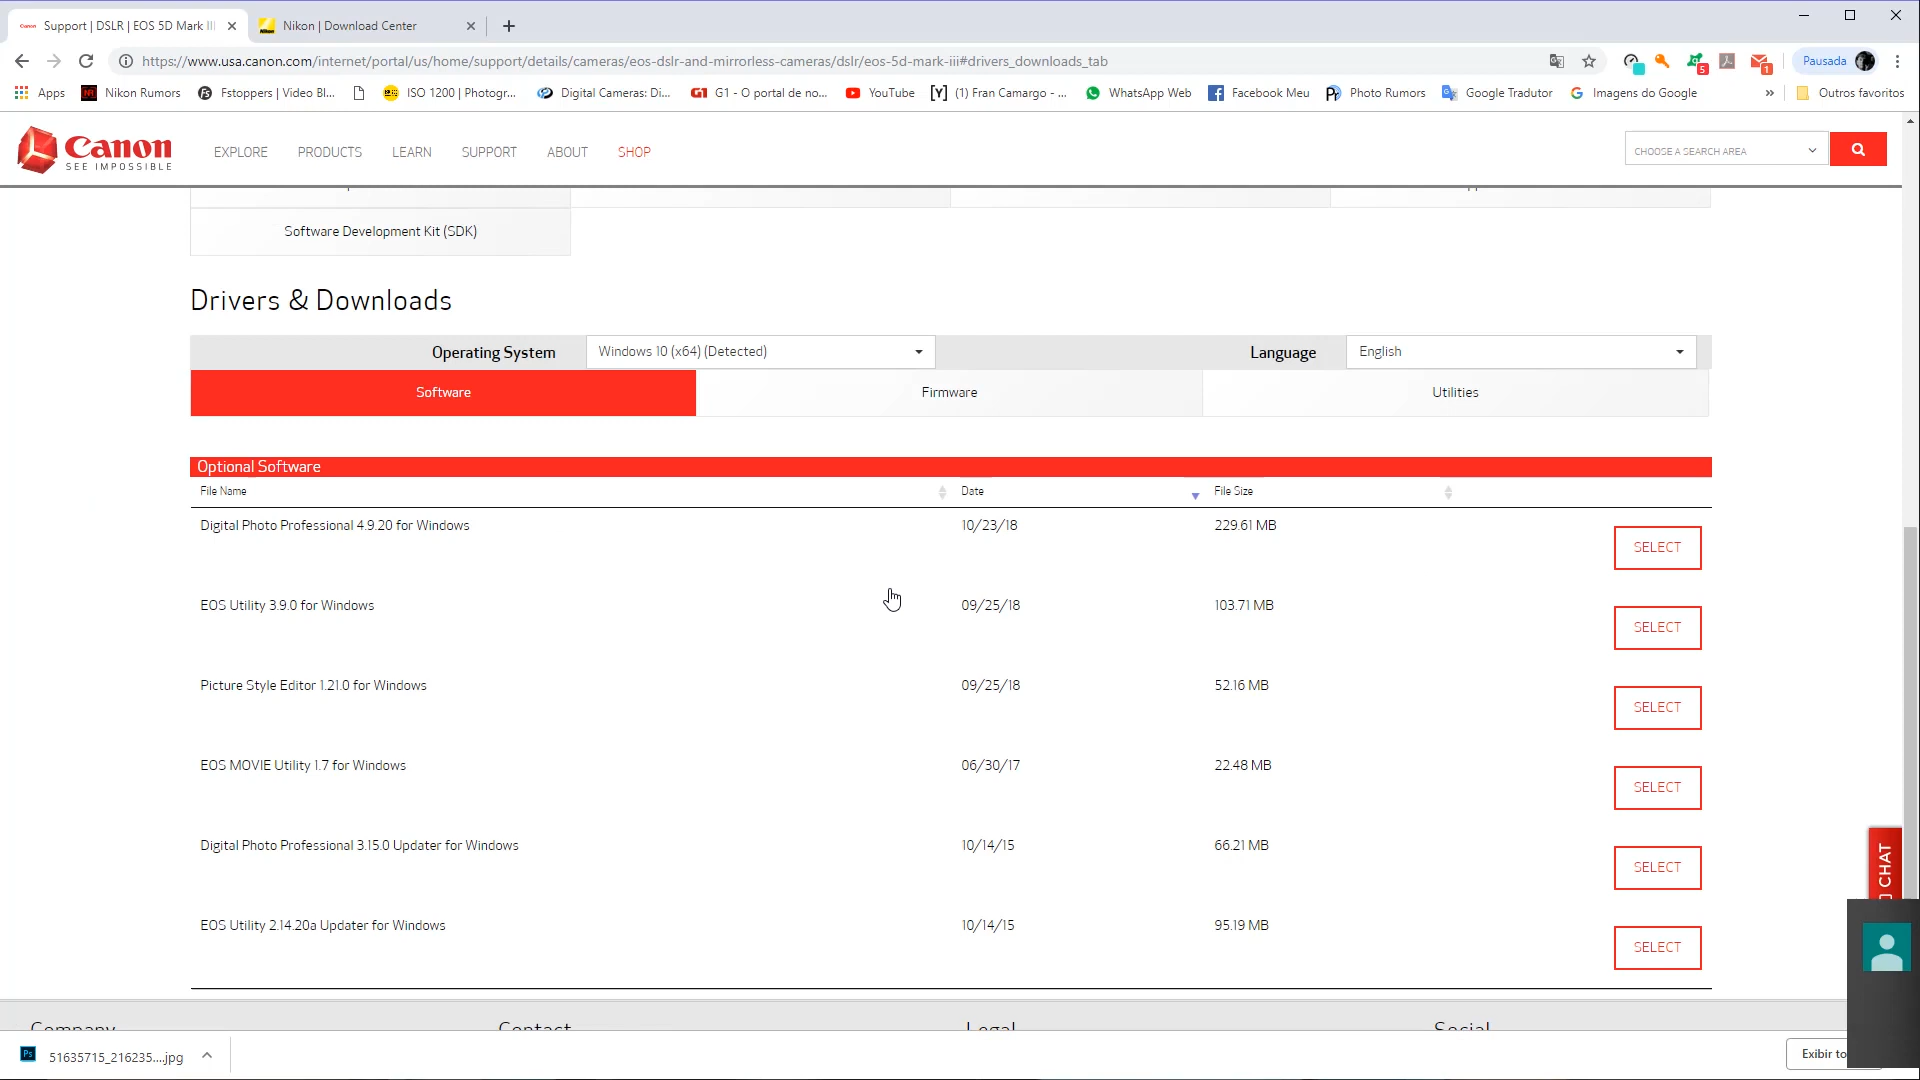 Support | DSLR | EOS 5D Mark III
Nikon | Download Center
https://www.usa.canon.com/internet/portal/us/home/support/details/cameras/eos-dslr-and-mirrorless-cameras/dslr/eos-5d-mark-iii#drivers_downloads_tab
5
1
Pausada
Apps
Nikon Rumors
Fstoppers | Video Bl...
ISO 1200 | Photogr...
Digital Cameras: Di...
G1 - O portal de no...
YouTube
(1) Fran Camargo - ...
WhatsApp Web
Facebook Meu
Photo Rumors
Google Tradutor
Imagens do Google
»
Outros favoritos
Canon
SEE IMPOSSIBLE
EXPLORE PRODUCTS LEARN SUPPORT ABOUT SHOP
CHOOSE A SEARCH AREA
Software Development Kit (SDK)
Drivers & Downloads
Operating System Windows 10 (x64) (Detected) Language English
Software Firmware Utilities
Optional Software
File Name Date File Size
Digital Photo Professional 4.9.20 for Windows 10/23/18 229.61 MB
SELECT
EOS Utility 3.9.0 for Windows 09/25/18 103.71 MB
SELECT
Picture Style Editor 1.21.0 for Windows 09/25/18 52.16 MB
SELECT
EOS MOVIE Utility 1.7 for Windows 06/30/17 22.48 MB
SELECT
Digital Photo Professional 3.15.0 Updater for Windows 10/14/15 66.21 MB
SELECT
EOS Utility 2.14.20a Updater for Windows 10/14/15 95.19 MB
SELECT
CHAT
Company Contact Legal Social
Ps
51635715_216235....jpg
Exibir to